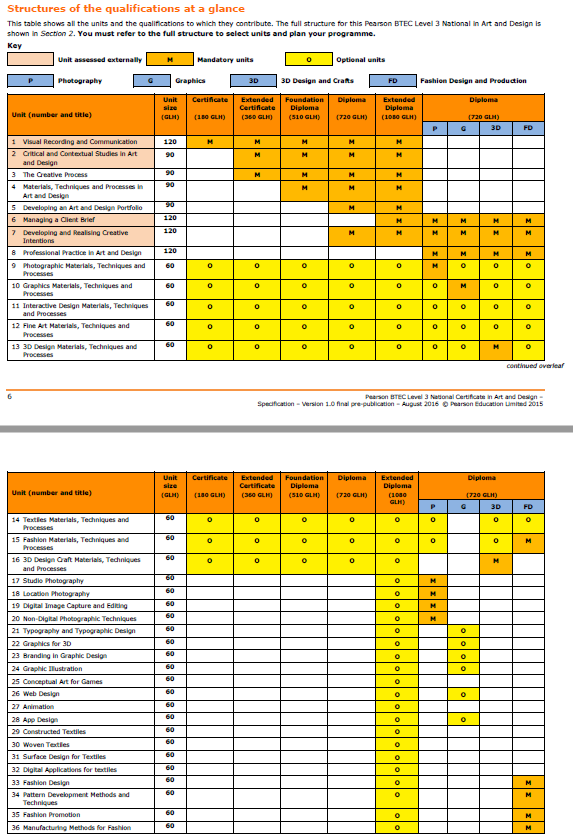 Structures of the qualifications at a glance
This table shows all the units and the qualifications to which they contribute. The full structure for this Pearson BTEC Level 3 National in Art and Design is
shown in Section 2. You must refer to the full structure to select units and plan your programme.
Key
Unit assessed externally M Mandatory units O Optional units
P Photography G Graphics 3D 3D Design and Crafts FD Fashion Design and Production
Unit (number and title) Unit size (GLH) Certificate (180 GLH) Extended Certificate (360 GLH) Foundation Diploma (510 GLH) Diploma (720 GLH) Extended Diploma (1080 GLH) Diploma (720 GLH)
P G 3D FD
1 Visual Recording and Communication 120 M M M M M
2 Critical and Contextual Studies in Art and Design 90 M M M M
3 The Creative Process 90 M M M M
4 Materials, Techniques and Processes in Art and Design 90 M M M
5 Developing an Art and Design Portfolio 90 M M
6 Managing a Client Brief 120 M M M M M
7 Developing and Realising Creative Intentions 120 M M M M M M
8 Professional Practice in Art and Design 120 M M M M
9 Photographic Materials, Techniques and Processes 60 O O O O O M O O O
10 Graphics Materials, Techniques and Processes 60 O O O O O O M O O
11 Interactive Design Materials, Techniques and Processes 60 O O O O O O O O O
12 Fine Art Materials, Techniques and Processes 60 O O O O O O O O O
13 3D Design Materials, Techniques and Processes 60 O O O O O O O M O
continued overleaf
6 Pearson BTEC Level 3 National Certificate in Art and Design –
Specification – Version 1.0 final pre-publication – August 2016 © Pearson Education Limited 2015
Unit (number and title) Unit size (GLH) Certificate (180 GLH) Extended Certificate (360 GLH) Foundation Diploma (510 GLH) Diploma (720 GLH) Extended Diploma (1080 GLH) Diploma (720 GLH)
P G 3D FD
14 Textiles Materials, Techniques and Processes 60 O O O O O O O O
15 Fashion Materials, Techniques and Processes 60 O O O O O O O M
16 3D Design Craft Materials, Techniques and Processes 60 O O O O O M
17 Studio Photography 60 O M
18 Location Photography 60 O M
19 Digital Image Capture and Editing 60 O M
20 Non-Digital Photographic Techniques 60 O M
21 Typography and Typographic Design 60 O O
22 Graphics for 3D 60 O O
23 Branding in Graphic Design 60 O O
24 Graphic Illustration 60 O O
25 Conceptual Art for Games 60 O
26 Web Design 60 O O
27 Animation 60 O
28 App Design 60 O O
29 Constructed Textiles 60 O
30 Woven Textiles 60 O
31 Surface Design for Textiles 60 O
32 Digital Applications for textiles 60 O
33 Fashion Design 60 O M
34 Pattern Development Methods and Techniques 60 O M
35 Fashion Promotion 60 O M
36 Manufacturing Methods for Fashion 60 O M